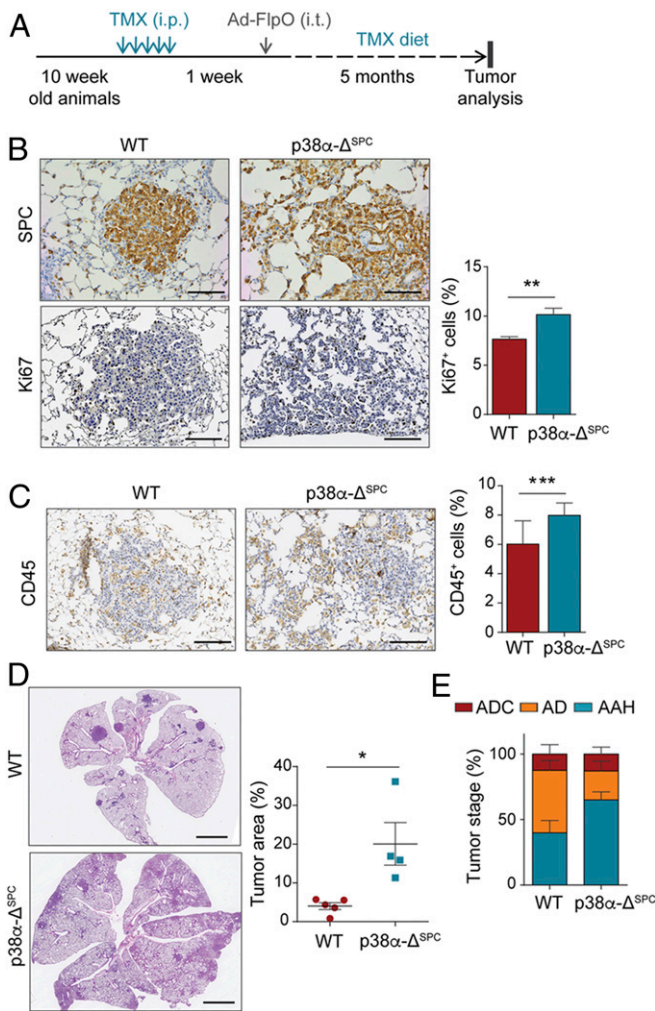 A
TMX (i.p.)
Ad-FlpO (i.t.)
TMX diet
10 week
old animals
1 week
5 months
Tumor
analysis
B
WT
p38α-Δ^SPC
SPC
Ki67
Ki67⁺ cells (%)
15
10
5
0
**
WT
p38α-Δ^SPC
C
WT
p38α-Δ^SPC
CD45
CD45⁺ cells (%)
10
8
6
4
2
0
***
WT
p38α-Δ^SPC
D
WT
p38α-Δ^SPC
Tumor area (%)
40
30
20
10
0
*
WT
p38α-Δ^SPC
E
ADC
AD
AAH
Tumor stage (%)
100
50
0
WT
p38α-Δ^SPC